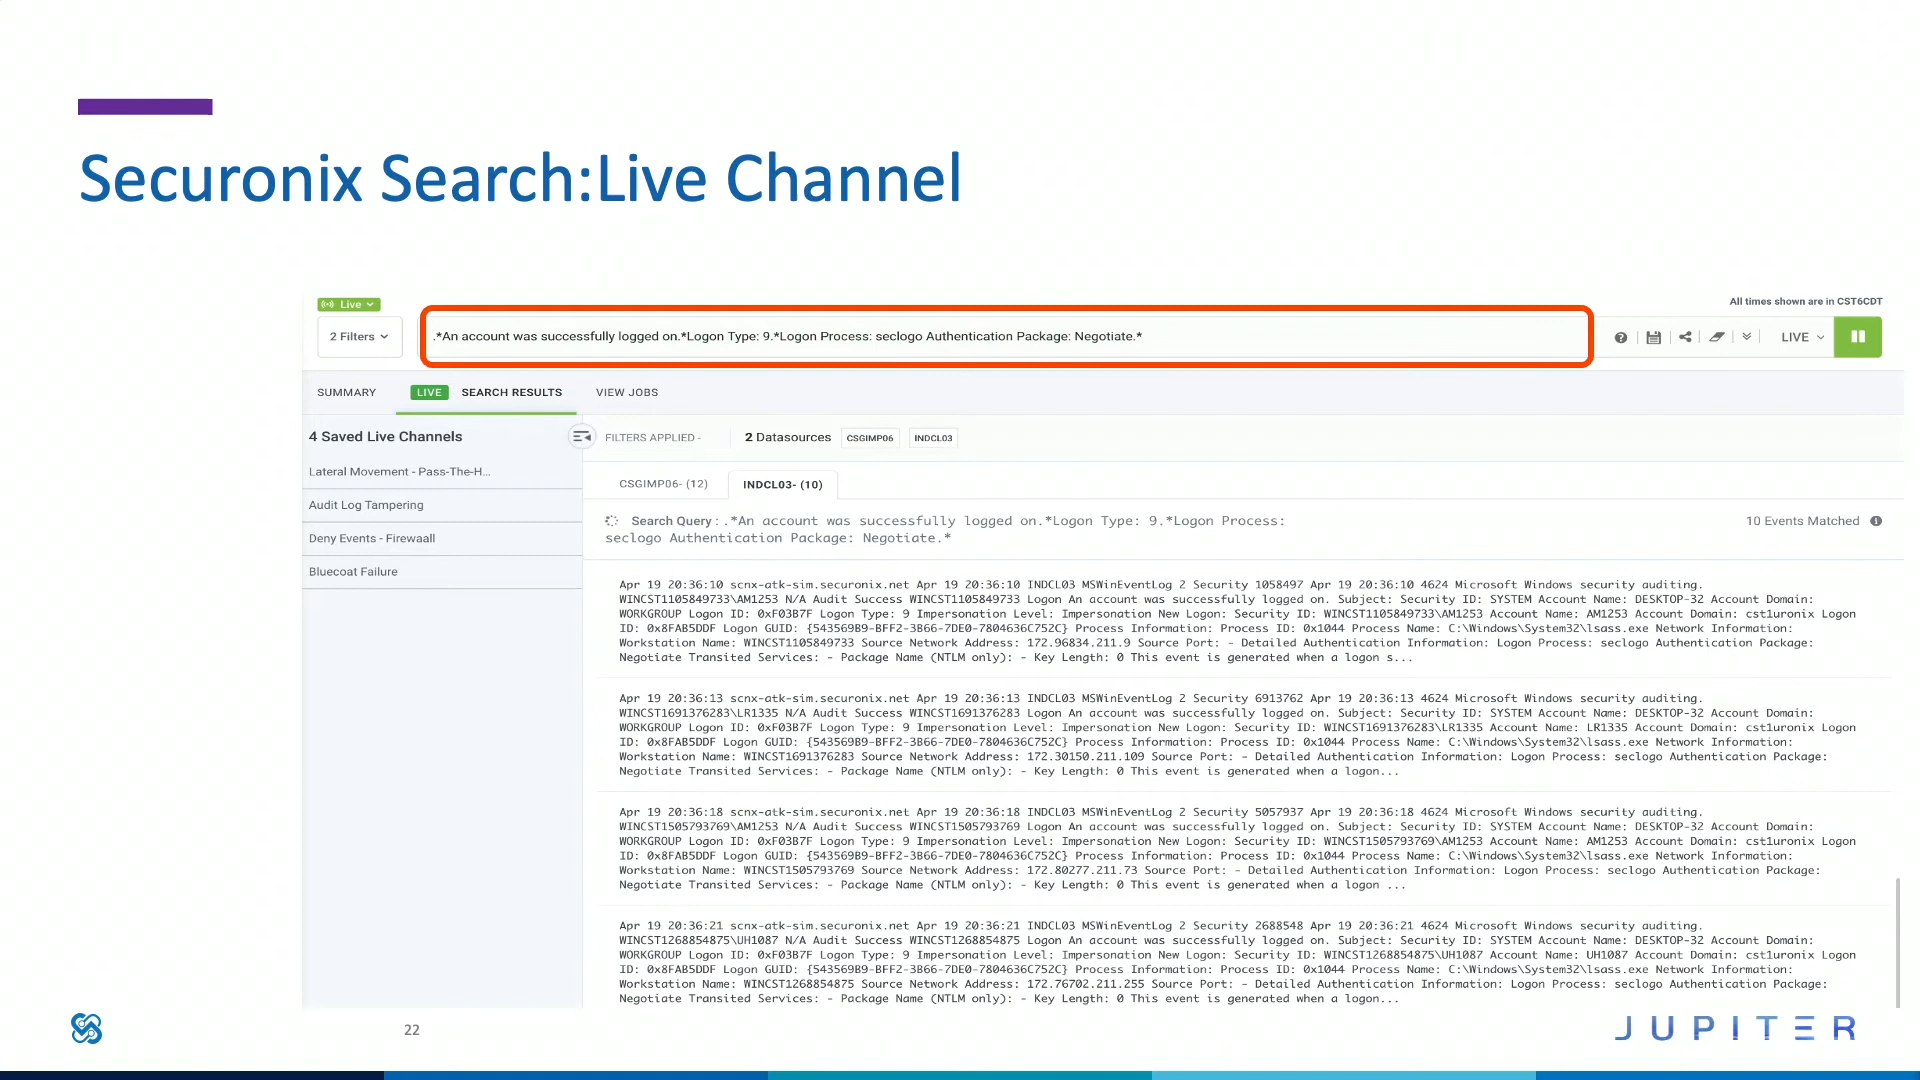 Securonix Search:Live Channel
Live
All times shown are in CST6CDT
2 Filters
.*An account was successfully logged on.*Logon Type: 9.*Logon Process: seclogo Authentication Package: Negotiate.*
LIVE
SUMMARY
LIVE SEARCH RESULTS
VIEW JOBS
4 Saved Live Channels
FILTERS APPLIED -
2 Datasources
CSGIMP06
INDCL03
Lateral Movement - Pass-The-H...
Audit Log Tampering
Deny Events - Firewaall
Bluecoat Failure
CSGIMP06- (12)
INDCL03- (10)
Search Query : .*An account was successfully logged on.*Logon Type: 9.*Logon Process:
seclogo Authentication Package: Negotiate.*
10 Events Matched
Apr 19 20:36:10 scnx-atk-sim.securonix.net Apr 19 20:36:10 INDCL03 MSWinEventLog 2 Security 1058497 Apr 19 20:36:10 4624 Microsoft Windows security auditing.
WINCST1105849733\AM1253 N/A Audit Success WINCST1105849733 Logon An account was successfully logged on. Subject: Security ID: SYSTEM Account Name: DESKTOP-32 Account Domain:
WORKGROUP Logon ID: 0xF03B7F Logon Type: 9 Impersonation Level: Impersonation New Logon: Security ID: WINCST1105849733\AM1253 Account Name: AM1253 Account Domain: cst1uronix Logon
ID: 0x8FAB5DDF Logon GUID: {543569B9-BFF2-3B66-7DE0-7804636C752C} Process Information: Process ID: 0x1044 Process Name: C:\Windows\System32\lsass.exe Network Information:
Workstation Name: WINCST1105849733 Source Network Address: 172.96834.211.9 Source Port: - Detailed Authentication Information: Logon Process: seclogo Authentication Package:
Negotiate Transited Services: - Package Name (NTLM only): - Key Length: 0 This event is generated when a logon s...
Apr 19 20:36:13 scnx-atk-sim.securonix.net Apr 19 20:36:13 INDCL03 MSWinEventLog 2 Security 6913762 Apr 19 20:36:13 4624 Microsoft Windows security auditing.
WINCST1691376283\LR1335 N/A Audit Success WINCST1691376283 Logon An account was successfully logged on. Subject: Security ID: SYSTEM Account Name: DESKTOP-32 Account Domain:
WORKGROUP Logon ID: 0xF03B7F Logon Type: 9 Impersonation Level: Impersonation New Logon: Security ID: WINCST1691376283\LR1335 Account Name: LR1335 Account Domain: cst1uronix Logon
ID: 0x8FAB5DDF Logon GUID: {543569B9-BFF2-3B66-7DE0-7804636C752C} Process Information: Process ID: 0x1044 Process Name: C:\Windows\System32\lsass.exe Network Information:
Workstation Name: WINCST1691376283 Source Network Address: 172.30150.211.109 Source Port: - Detailed Authentication Information: Logon Process: seclogo Authentication Package:
Negotiate Transited Services: - Package Name (NTLM only): - Key Length: 0 This event is generated when a logon...
Apr 19 20:36:18 scnx-atk-sim.securonix.net Apr 19 20:36:18 INDCL03 MSWinEventLog 2 Security 5057937 Apr 19 20:36:18 4624 Microsoft Windows security auditing.
WINCST1505793769\AM1253 N/A Audit Success WINCST1505793769 Logon An account was successfully logged on. Subject: Security ID: SYSTEM Account Name: DESKTOP-32 Account Domain:
WORKGROUP Logon ID: 0xF03B7F Logon Type: 9 Impersonation Level: Impersonation New Logon: Security ID: WINCST1505793769\AM1253 Account Name: AM1253 Account Domain: cst1uronix Logon
ID: 0x8FAB5DDF Logon GUID: {543569B9-BFF2-3B66-7DE0-7804636C752C} Process Information: Process ID: 0x1044 Process Name: C:\Windows\System32\lsass.exe Network Information:
Workstation Name: WINCST1505793769 Source Network Address: 172.80277.211.73 Source Port: - Detailed Authentication Information: Logon Process: seclogo Authentication Package:
Negotiate Transited Services: - Package Name (NTLM only): - Key Length: 0 This event is generated when a logon ...
Apr 19 20:36:21 scnx-atk-sim.securonix.net Apr 19 20:36:21 INDCL03 MSWinEventLog 2 Security 2688548 Apr 19 20:36:21 4624 Microsoft Windows security auditing.
WINCST1268854875\UH1087 N/A Audit Success WINCST1268854875 Logon An account was successfully logged on. Subject: Security ID: SYSTEM Account Name: DESKTOP-32 Account Domain:
WORKGROUP Logon ID: 0xF03B7F Logon Type: 9 Impersonation Level: Impersonation New Logon: Security ID: WINCST1268854875\UH1087 Account Name: UH1087 Account Domain: cst1uronix Logon
ID: 0x8FAB5DDF Logon GUID: {543569B9-BFF2-3B66-7DE0-7804636C752C} Process Information: Process ID: 0x1044 Process Name: C:\Windows\System32\lsass.exe Network Information:
Workstation Name: WINCST1268854875 Source Network Address: 172.76702.211.255 Source Port: - Detailed Authentication Information: Logon Process: seclogo Authentication Package:
Negotiate Transited Services: - Package Name (NTLM only): - Key Length: 0 This event is generated when a logon...
22
JUPITER